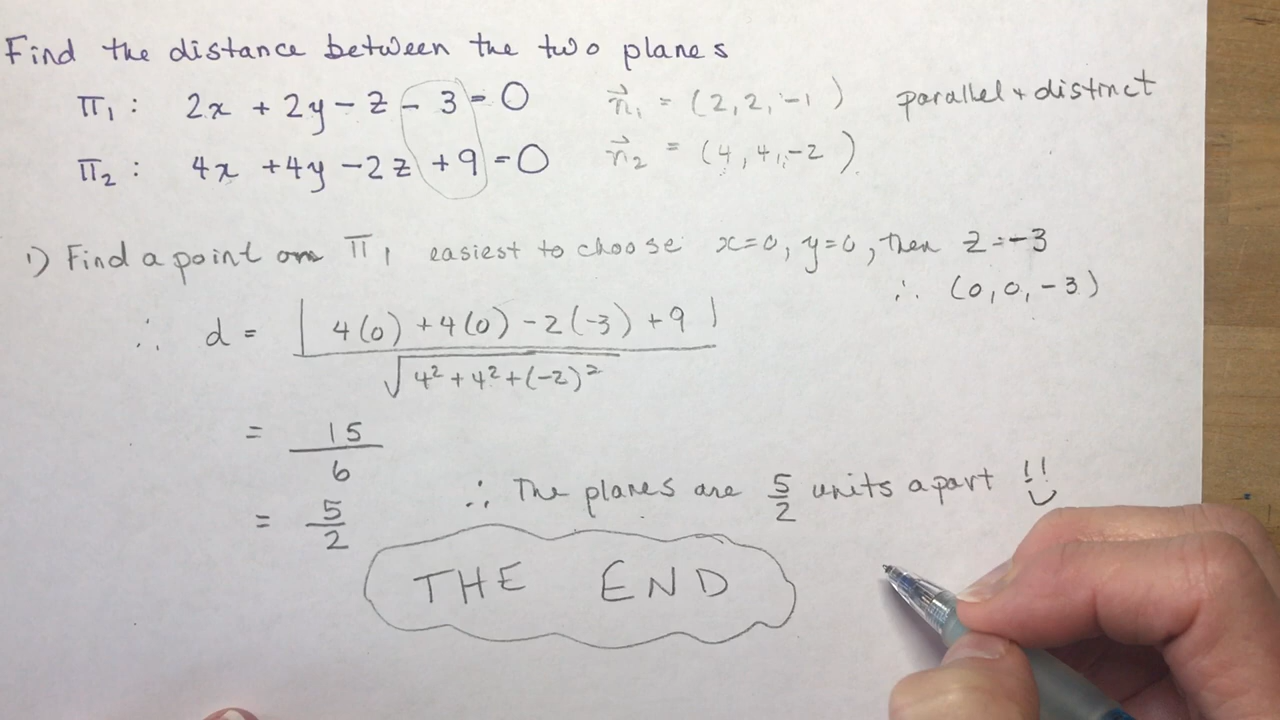 Find the distance between the two planes
π₁ : 2x + 2y - z - 3 = 0 n⃗₁ = (2, 2, -1) parallel + distinct
π₂ : 4x + 4y - 2z + 9 = 0 n⃗₂ = (4, 4, -2)
1) Find a point on π₁ easiest to choose x=0, y=0, then z=-3
∴ (0, 0, -3)
∴ d = | 4(0) + 4(0) - 2(-3) + 9 |
√4² + 4² + (-2)²
= 15
6
= 5
2
∴ The planes are 5/2 units apart !!
THE END